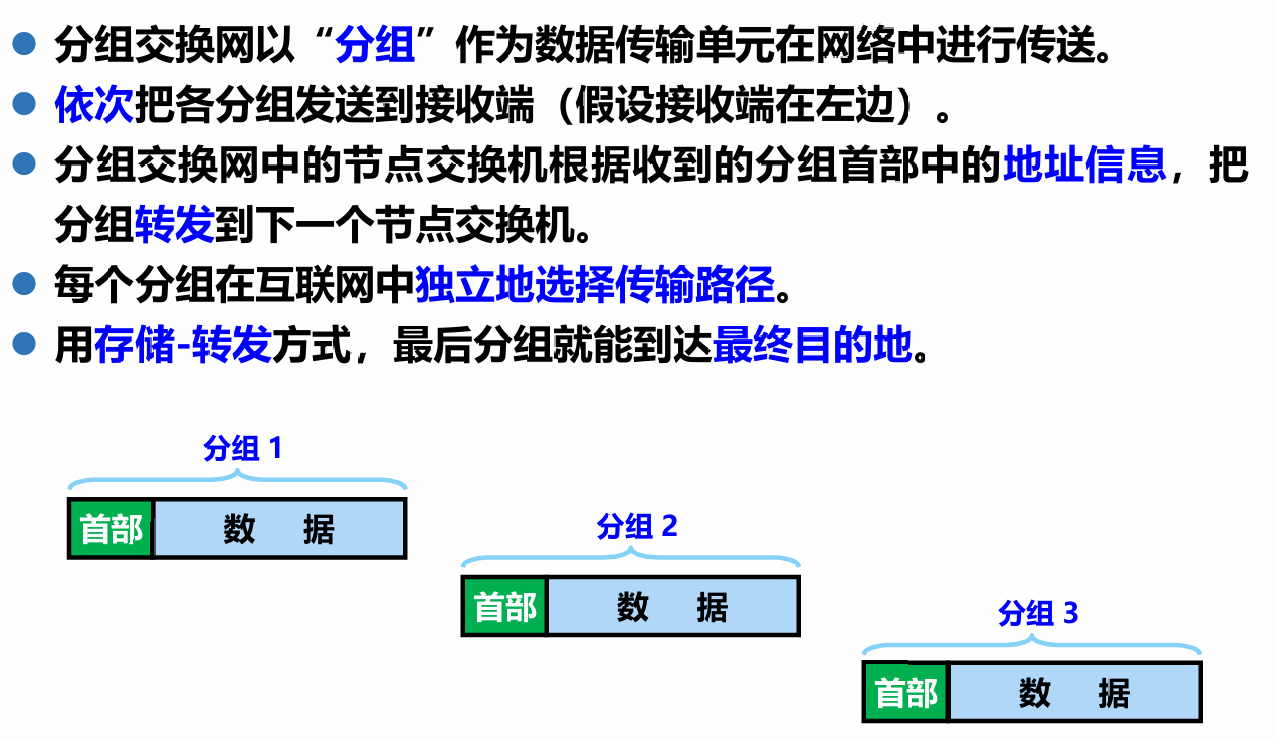 分组交换网以“分组”作为数据传输单元在网络中进行传送。
依次把各分组发送到接收端（假设接收端在左边）。
分组交换网中的节点交换机根据收到的分组首部中的地址信息，把
分组转发到下一个节点交换机。
每个分组在互联网中独立地选择传输路径。
用存储-转发方式，最后分组就能到达最终目的地。
分组 1
首部 数 据
分组 2
首部 数 据
分组 3
首部 数 据